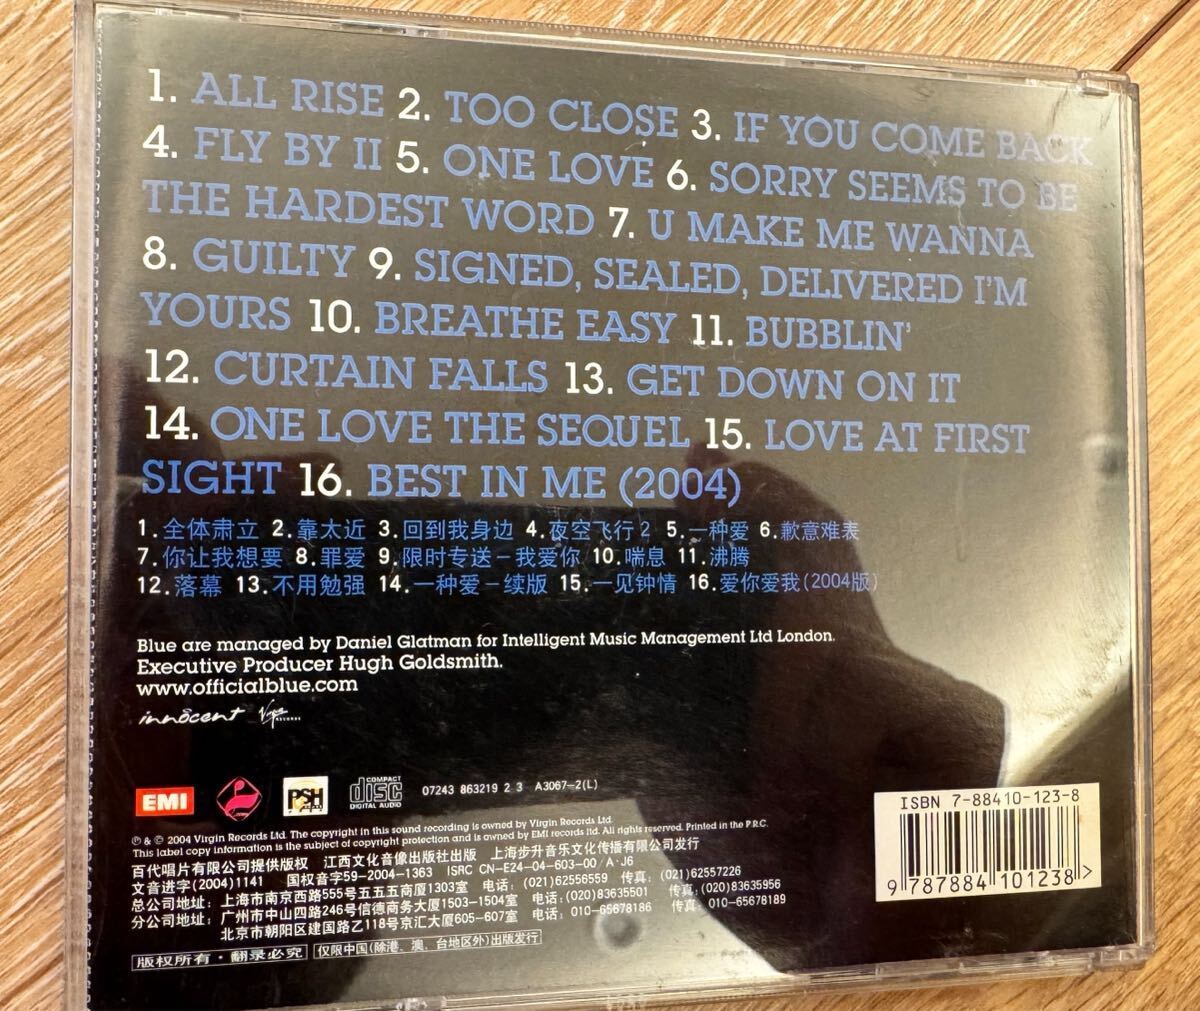 1. ALL RISE 2. TOO CLOSE 3. IF YOU COME BACK
4. FLY BY II 5. ONE LOVE 6. SORRY SEEMS TO BE
THE HARDEST WORD 7. U MAKE ME WANNA
8. GUILTY 9. SIGNED, SEALED, DELIVERED I'M
YOURS 10. BREATHE EASY 11. BUBBLIN'
12. CURTAIN FALLS 13. GET DOWN ON IT
14. ONE LOVE THE SEQUEL 15. LOVE AT FIRST
SIGHT 16. BEST IN ME (2004)
1. 全体肃立 2. 靠太近 3. 回到我身边 4. 夜空飞行 2 5. 一种爱 6. 歉意难表
7. 你让我想要 8. 罪爱 9. 限时专送－我爱你 10. 喘息 11. 沸腾
12. 落幕 13. 不用勉强 14. 一种爱－续版 15. 一见钟情 16. 爱你爱我(2004版)
Blue are managed by Daniel Glatman for Intelligent Music Management Ltd London.
Executive Producer Hugh Goldsmith.
www.officialblue.com
innocent Virgin RECORDS
EMI PSH COMPACT disc DIGITAL AUDIO 07243 863219 2 3 A3067-2(L)
℗ & © 2004 Virgin Records Ltd. The copyright in this sound recording is owned by Virgin Records Ltd.
This label copy information is the subject of copyright protection and is owned by EMI records ltd. All rights reserved. Printed in the P.R.C.
百代唱片有限公司提供版权 江西文化音像出版社出版 上海步升音乐文化传播有限公司发行
文音进字(2004)1141 国权音字59-2004-1363 ISRC CN-E24-04-603-00/A·J6
总公司地址：上海市南京西路555号五五五商厦1303室 电话：(021)62556559 传真：(021)62557226
分公司地址：广州市中山四路246号信德商务大厦1503-1504室 电话：(020)83635501 传真：(020)83635956
北京市朝阳区建国路乙118号京汇大厦605-607室 电话：010-65678186 传真：010-65678189
版权所有·翻录必究 仅限中国(除港、澳、台地区外)出版发行
ISBN 7-88410-123-8
9 787884 101238 >